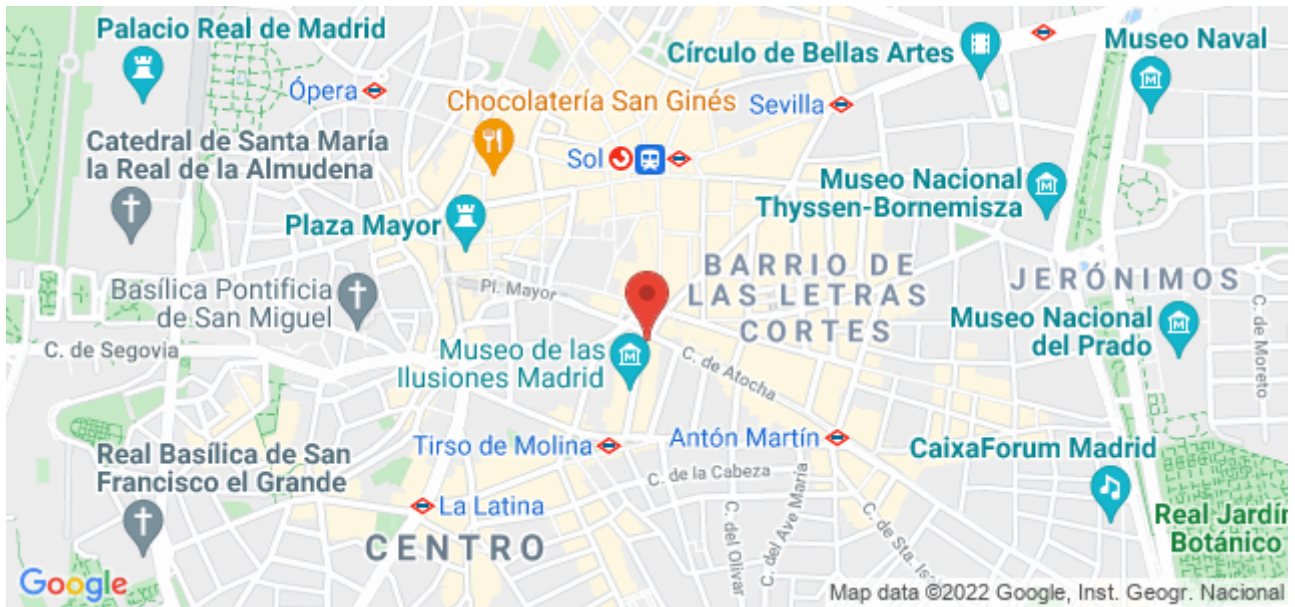 Palacio Real de Madrid
Círculo de Bellas Artes
Museo Naval
Ópera
Chocolatería San Ginés
Sevilla
Catedral de Santa María
la Real de la Almudena
Sol
Museo Nacional
Thyssen-Bornemisza
Plaza Mayor
BARRIO DE
LAS LETRAS
CORTES
JERÓNIMOS
Basílica Pontificia
de San Miguel
Pl. Mayor
Museo Nacional
del Prado
C. de Moreto
C. de Segovia
Museo de las
Ilusiones Madrid
C. de Atocha
Tirso de Molina
Antón Martín
CaixaForum Madrid
Real Basílica de San
Francisco el Grande
C. de la Cabeza
La Latina
C. del Olivar
C. del Ave María
C. de Sta. Is
Real Jardín
Botánico
CENTRO
Google
Map data ©2022 Google, Inst. Geogr. Nacional